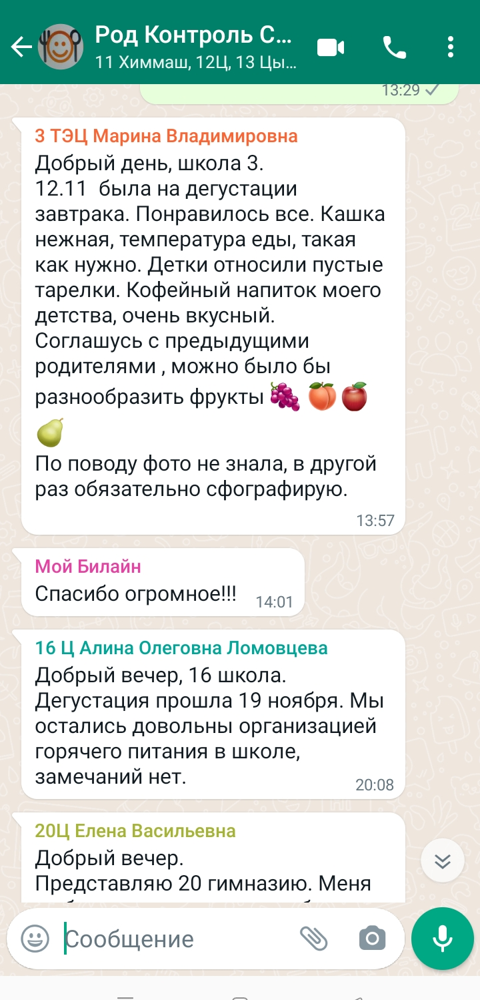 Род Контроль С...
11 Химмаш, 12Ц, 13 Цы...
13:29
3 ТЭЦ Марина Владимировна
Добрый день, школа 3.
12.11 была на дегустации
завтрака. Понравилось все. Кашка
нежная, температура еды, такая
как нужно. Детки относили пустые
тарелки. Кофейный напиток моего
детства, очень вкусный.
Соглашусь с предыдущими
родителями , можно было бы
разнообразить фрукты 🍇 🍑 🍎
🍐
По поводу фото не знала, в другой
раз обязательно сфографирую.
13:57
Мой Билайн
Спасибо огромное!!!
14:01
16 Ц Алина Олеговна Ломовцева
Добрый вечер, 16 школа.
Дегустация прошла 19 ноября. Мы
остались довольны организацией
горячего питания в школе,
замечаний нет.
20:08
20Ц Елена Васильевна
Добрый вечер.
Представляю 20 гимназию. Меня
Сообщение